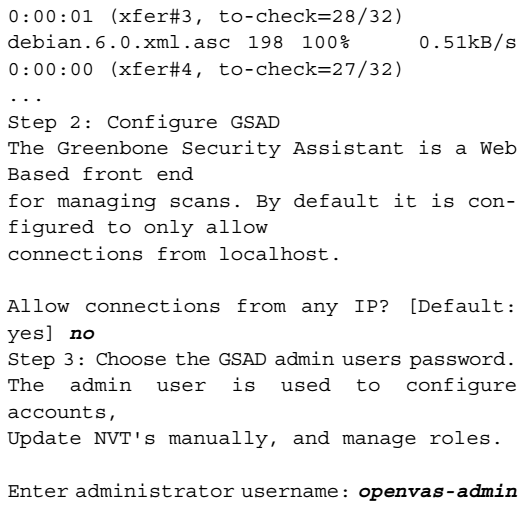 0:00:01 (xfer#3, to-check=28/32)
debian.6.0.xml.asc 198 100% 0.51kB/s
0:00:00 (xfer#4, to-check=27/32)
...
Step 2: Configure GSAD
The Greenbone Security Assistant is a Web
Based front end
for managing scans. By default it is con-
figured to only allow
connections from localhost.
Allow connections from any IP? [Default:
yes] no
Step 3: Choose the GSAD admin users password.
The admin user is used to configure
accounts,
Update NVT's manually, and manage roles.
Enter administrator username: openvas-admin